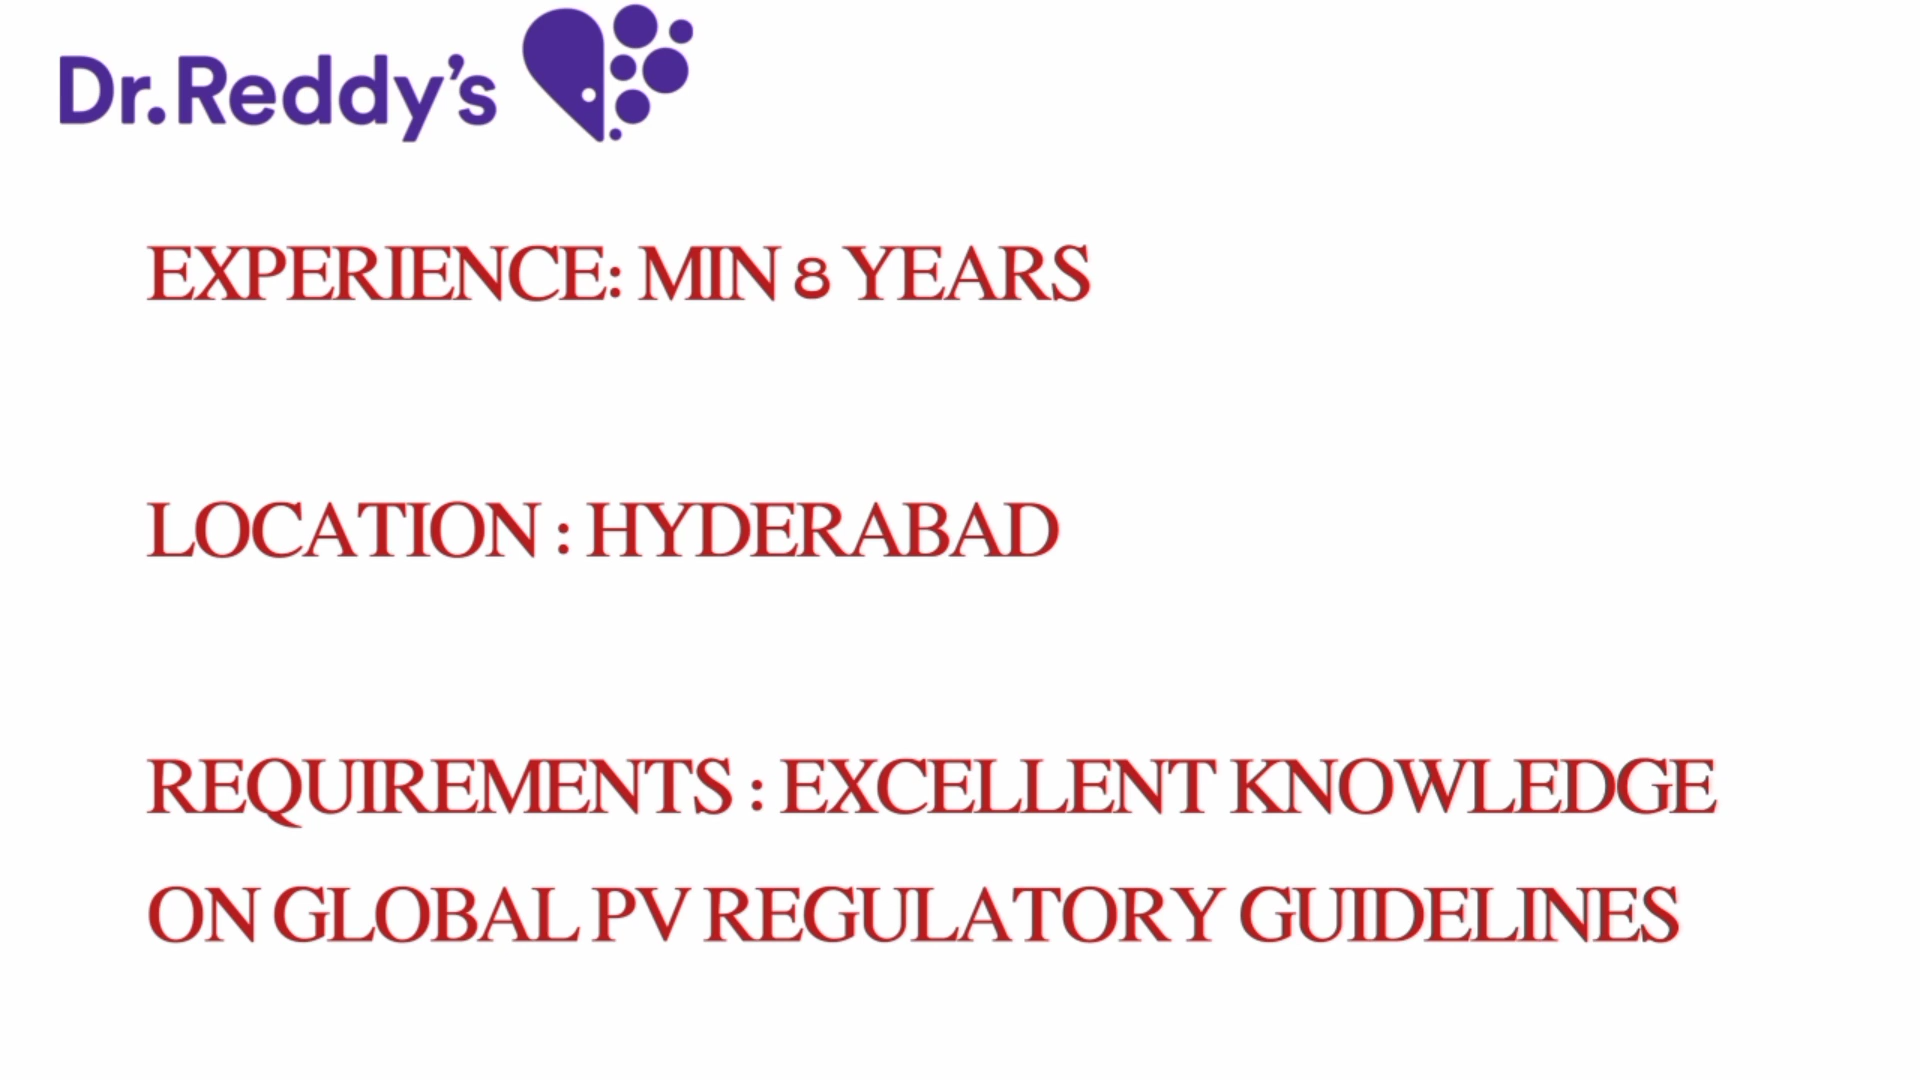 Dr.Reddy's
EXPERIENCE: MIN 8 YEARS
LOCATION : HYDERABAD
REQUIREMENTS : EXCELLENT KNOWLEDGE
ON GLOBAL PV REGULATORY GUIDELINES